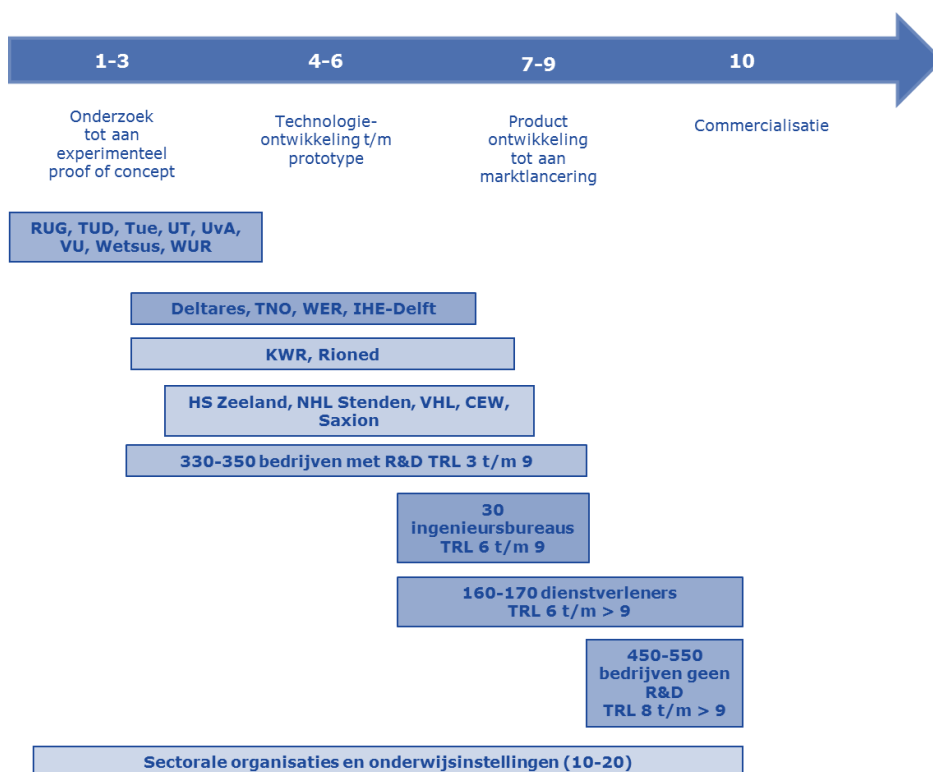 1-3
4-6
7-9
10
Onderzoek
tot aan
experimenteel
proof of concept
Technologie-
ontwikkeling t/m
prototype
Product
ontwikkeling
tot aan
marktlancering
Commercialisatie
RUG, TUD, Tue, UT, UvA,
VU, Wetsus, WUR
Deltares, TNO, WER, IHE-Delft
KWR, Rioned
HS Zeeland, NHL Stenden, VHL, CEW,
Saxion
330-350 bedrijven met R&D TRL 3 t/m 9
30
ingenieursbureaus
TRL 6 t/m 9
160-170 dienstverleners
TRL 6 t/m > 9
450-550
bedrijven geen
R&D
TRL 8 t/m > 9
Sectorale organisaties en onderwijsinstellingen (10-20)